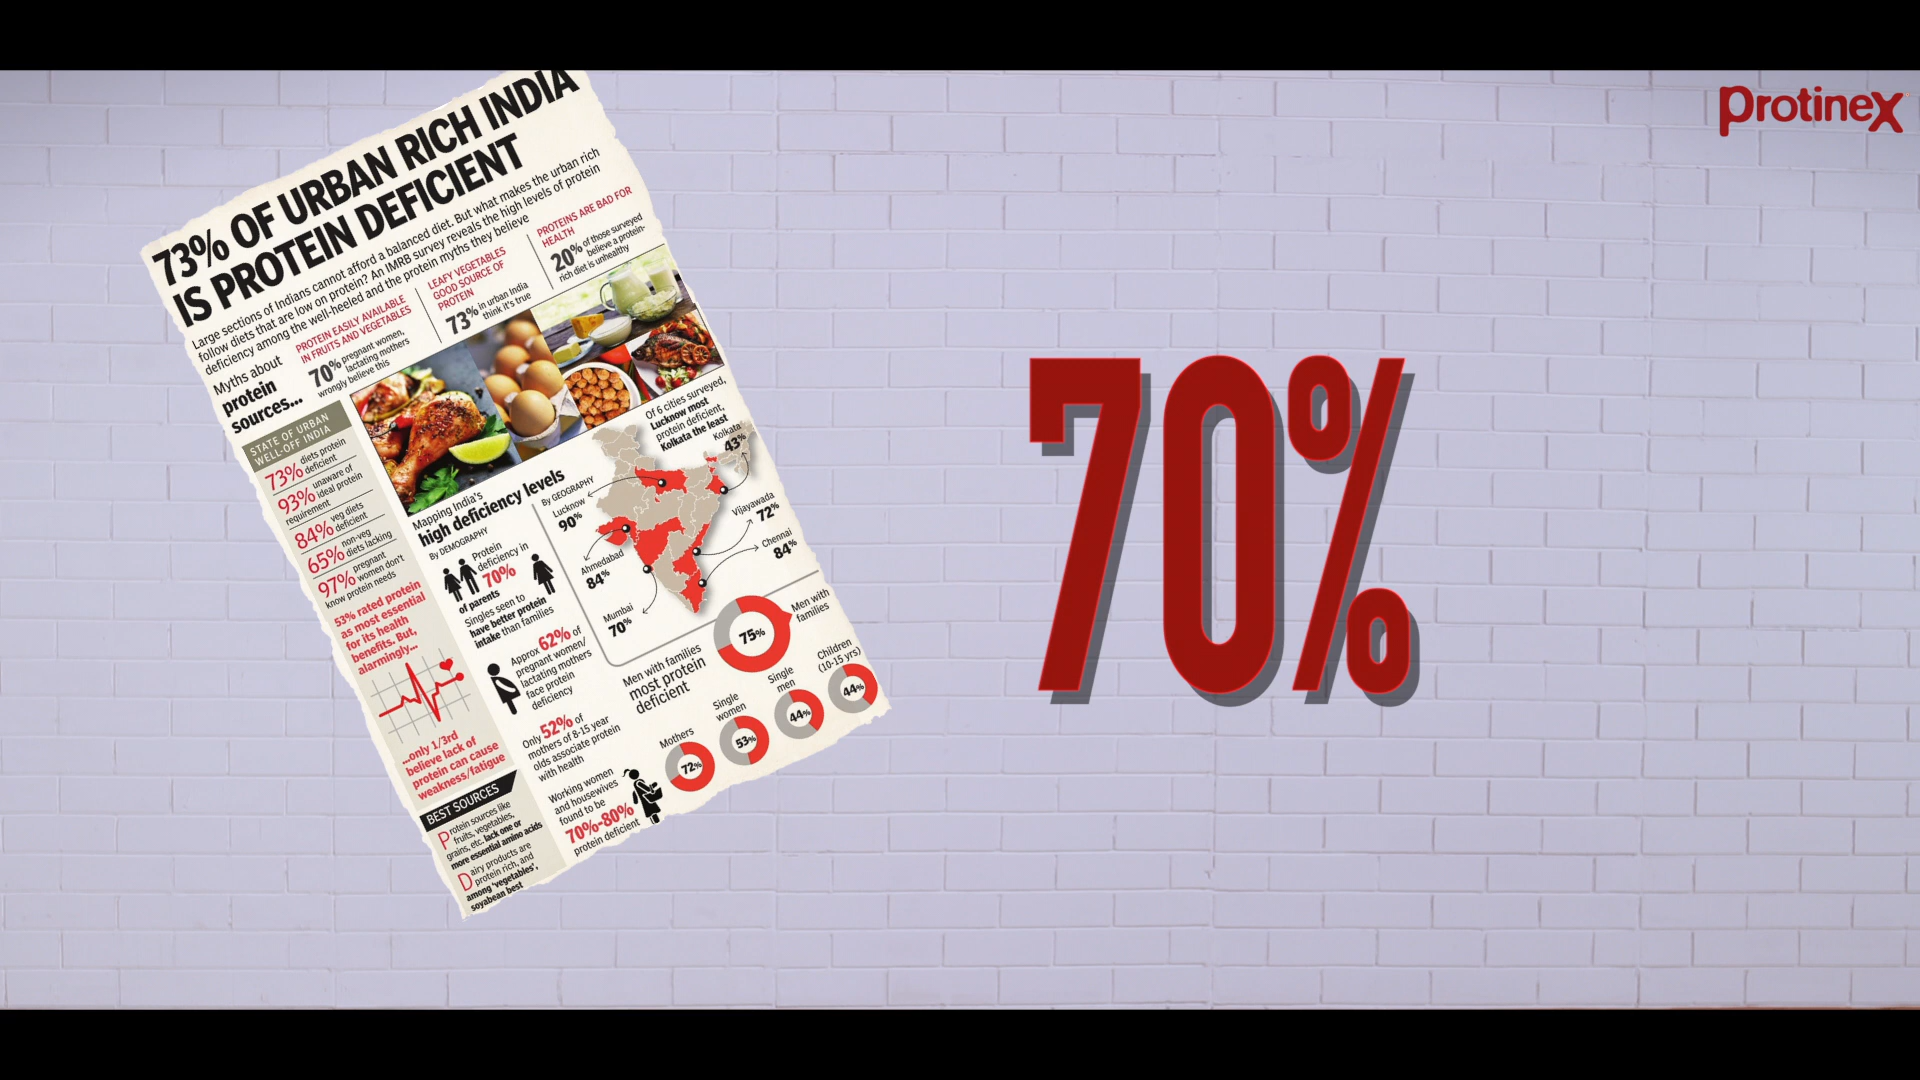 protinex
73% OF URBAN RICH INDIA
IS PROTEIN DEFICIENT
Large sections of Indians cannot afford a balanced diet. But what makes the urban rich
follow diets that are low on protein? An IMRB survey reveals the high levels of protein
deficiency among the well-heeled and the protein myths they believe
Myths about
protein
sources...
PROTEIN EASILY AVAILABLE
IN FRUITS AND VEGETABLES
70% pregnant women,
lactating mothers
wrongly believe this
LEAFY VEGETABLES
GOOD SOURCE OF
PROTEIN
73% in urban India
think it's true
PROTEINS ARE BAD FOR
HEALTH
20% of those surveyed
believe a protein-
rich diet is unhealthy
STATE OF URBAN
WELL-OFF INDIA
73% diets protein
deficient
93% unaware of
ideal protein
requirement
84% veg diets
deficient
65% non-veg
diets lacking
97% pregnant
women don't
know protein needs
53% rated protein
as most essential
for its health
benefits. But,
alarmingly...
...only 1/3rd
believe lack of
protein can cause
weakness/fatigue
BEST SOURCES
Protein sources like
fruits, vegetables,
grains, etc. lack one or
more essential amino acids
Dairy products are
protein rich, and
among 'vegetables',
soyabean best
Mapping India's
high deficiency levels
By DEMOGRAPHY
Protein
deficiency in
70%
of parents
Singles seen to
have better protein
intake than families
Approx 62% of
pregnant women/
lactating mothers
face protein
deficiency
Only 52% of
mothers of 8-15 year
olds associate protein
with health
Working women
and housewives
found to be
70%-80%
protein deficient
By GEOGRAPHY
Of 6 cities surveyed,
Lucknow most
protein deficient,
Kolkata the least
Lucknow
90%
Kolkata
43%
Ahmedabad
84%
Vijayawada
72%
Mumbai
70%
Chennai
84%
Men with families
most protein
deficient
75%
Men with
families
Mothers
72%
Single
women
53%
Single
men
44%
Children
(10-15 yrs)
44%
70%